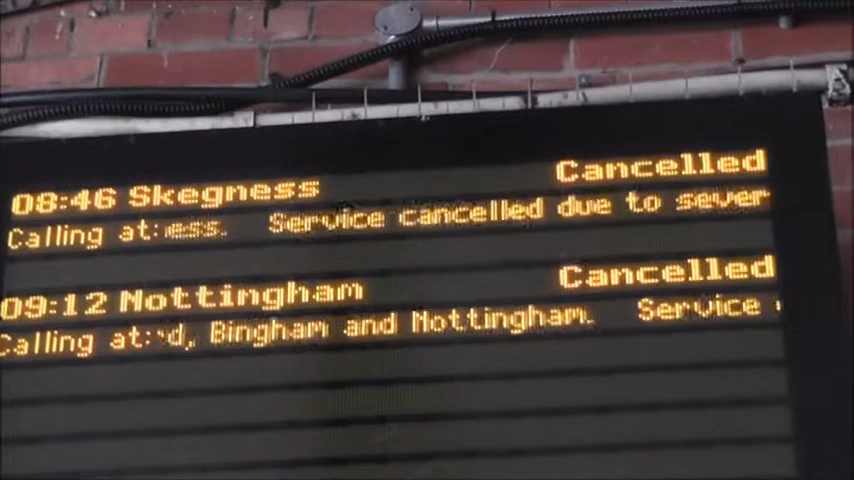 08:46 Skegness Cancelled
Calling at: ess. Service cancelled due to sever
09:12 Nottingham Cancelled
Calling at: d, Bingham and Nottingham. Service